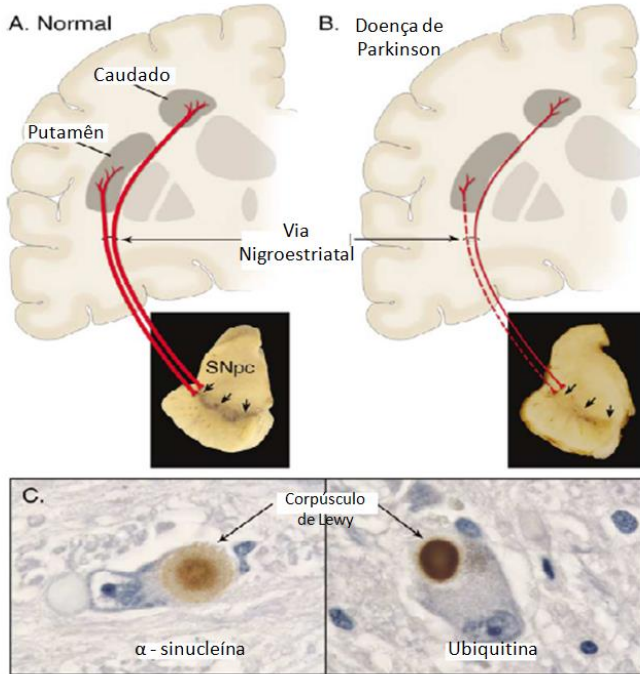 A. Normal
Caudado
Putamên
B.
Doença de
Parkinson
Via
Nigroestriatal
SNpc
C.
Corpúsculo
de Lewy
α - sinucleína
Ubiquitina